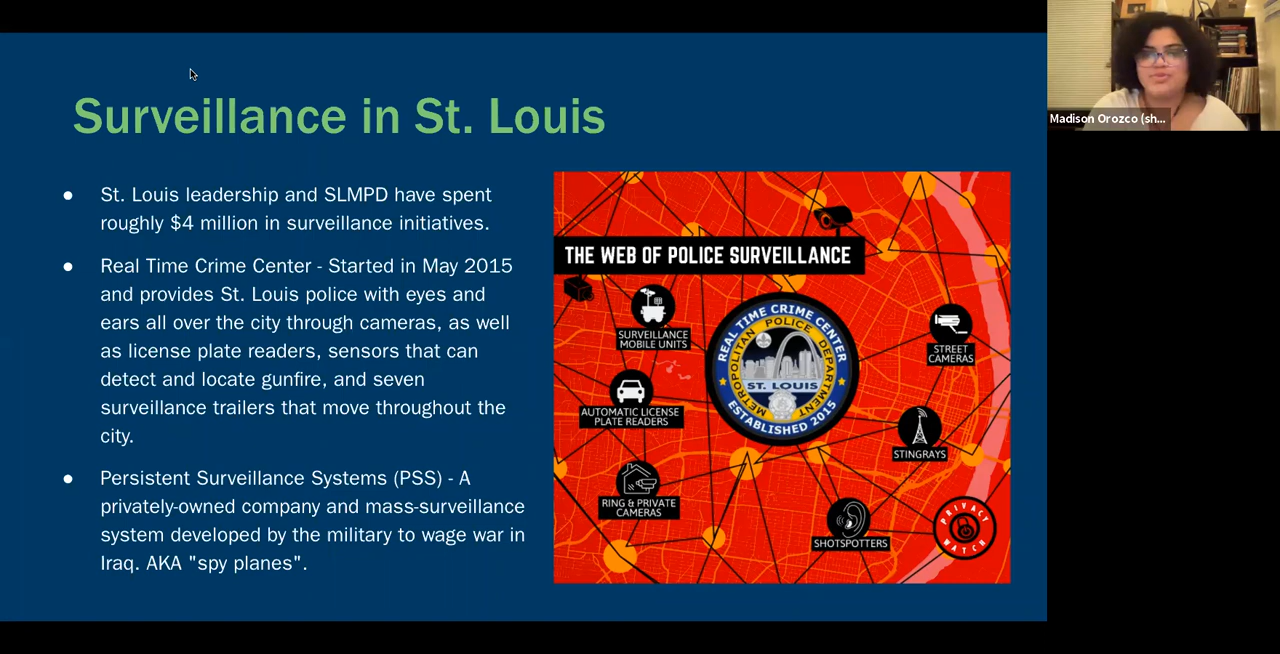 Surveillance in St. Louis
● St. Louis leadership and SLMPD have spent
roughly $4 million in surveillance initiatives.
● Real Time Crime Center - Started in May 2015
and provides St. Louis police with eyes and
ears all over the city through cameras, as well
as license plate readers, sensors that can
detect and locate gunfire, and seven
surveillance trailers that move throughout the
city.
● Persistent Surveillance Systems (PSS) - A
privately-owned company and mass-surveillance
system developed by the military to wage war in
Iraq. AKA "spy planes".
THE WEB OF POLICE SURVEILLANCE
SURVEILLANCE
MOBILE UNITS
AUTOMATIC LICENSE
PLATE READERS
RING & PRIVATE
CAMERAS
REAL TIME CRIME CENTER
METROPOLITAN POLICE DEPARTMENT
ST. LOUIS
ESTABLISHED 2015
STREET
CAMERAS
STINGRAYS
SHOTSPOTTERS
PRIVACY
WATCH
Madison Orozco (sh...